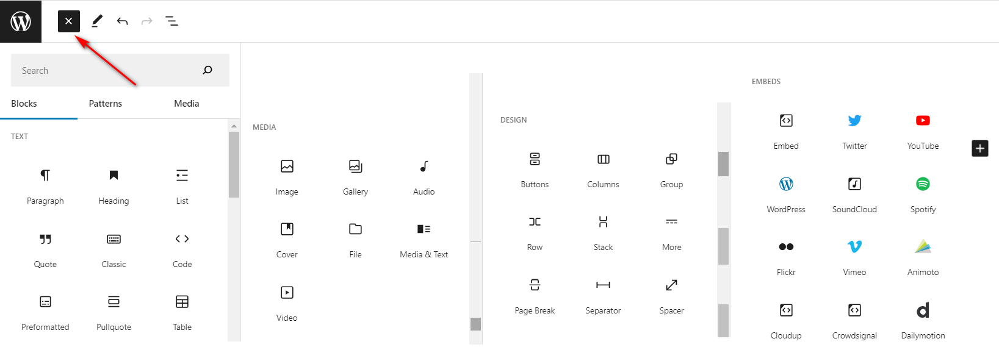 Search
Blocks Patterns Media
TEXT
Paragraph Heading List
Quote Classic Code
Preformatted Pullquote Table
MEDIA
Image Gallery Audio
Cover File Media & Text
Video
DESIGN
Buttons Columns Group
Row Stack More
Page Break Separator Spacer
EMBEDS
Embed Twitter YouTube
WordPress SoundCloud Spotify
Flickr Vimeo Animoto
Cloudup Crowdsignal Dailymotion